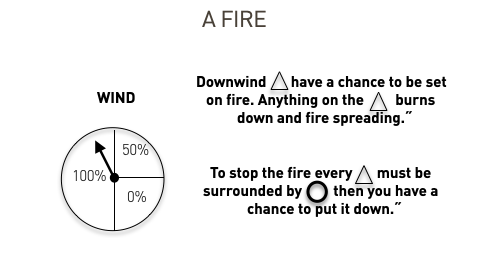 A FIRE
Downwind have a chance to be set
on fire. Anything on the burns
down and fire spreading.˝
WIND
50%
100%
0%
To stop the fire every must be
surrounded by then you have a
chance to put it down.˝